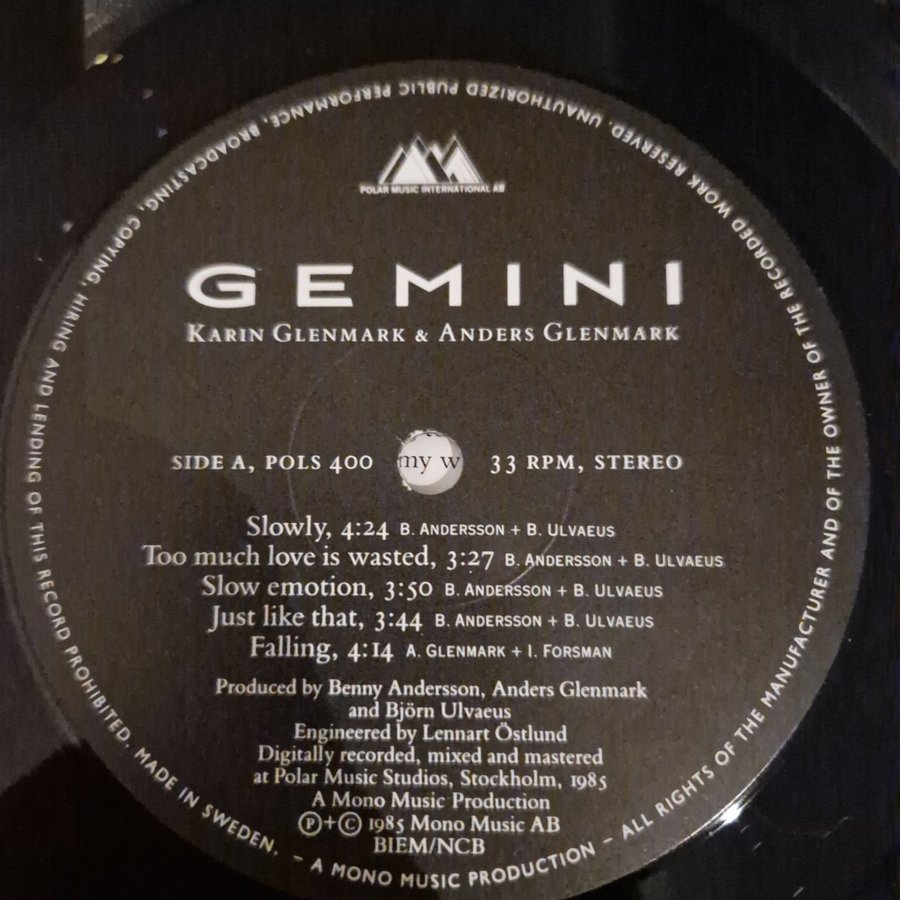 POLAR MUSIC INTERNATIONAL AB
GEMINI
KARIN GLENMARK & ANDERS GLENMARK
SIDE A, POLS 400
my w
33 RPM, STEREO
Slowly, 4:24 B. ANDERSSON + B. ULVAEUS
Too much love is wasted, 3:27 B. ANDERSSON + B. ULVAEUS
Slow emotion, 3:50 B. ANDERSSON + B. ULVAEUS
Just like that, 3:44 B. ANDERSSON + B. ULVAEUS
Falling, 4:14 A. GLENMARK + I. FORSMAN
Produced by Benny Andersson, Anders Glenmark
and Björn Ulvaeus
Engineered by Lennart Östlund
Digitally recorded, mixed and mastered
at Polar Music Studios, Stockholm, 1985
A Mono Music Production
Ⓟ+© 1985 Mono Music AB
BIEM/NCB
– A MONO MUSIC PRODUCTION – ALL RIGHTS OF THE MANUFACTURER AND OF THE OWNER OF THE RECORDED WORK RESERVED. UNAUTHORIZED PUBLIC PERFORMANCE, BROADCASTING, COPYING, HIRING AND LENDING OF THIS RECORD PROHIBITED. MADE IN SWEDEN.